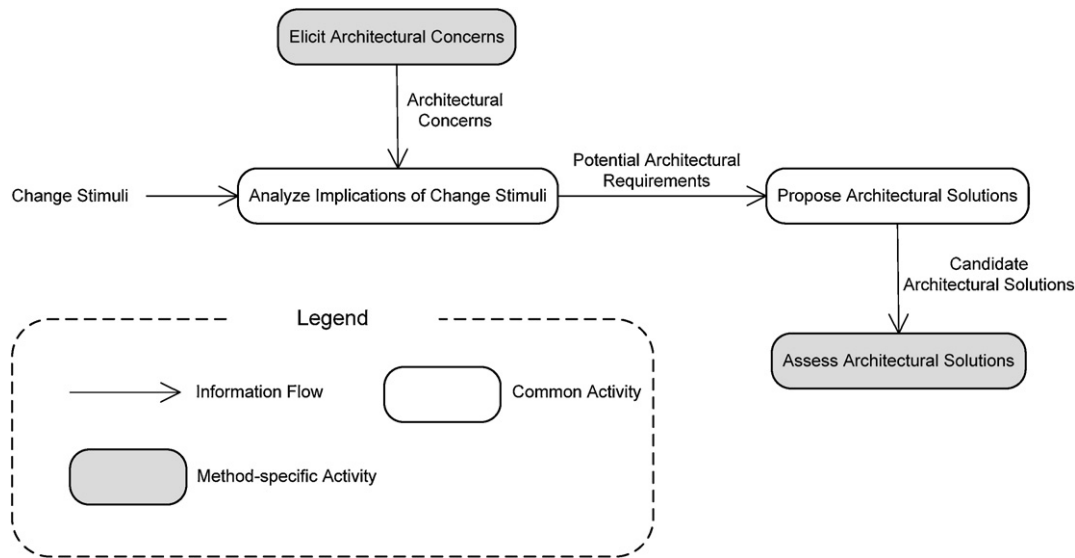 Elicit Architectural Concerns
Architectural
Concerns
Change Stimuli
Analyze Implications of Change Stimuli
Potential Architectural
Requirements
Propose Architectural Solutions
Candidate
Architectural Solutions
Assess Architectural Solutions
Legend
Information Flow
Common Activity
Method-specific Activity